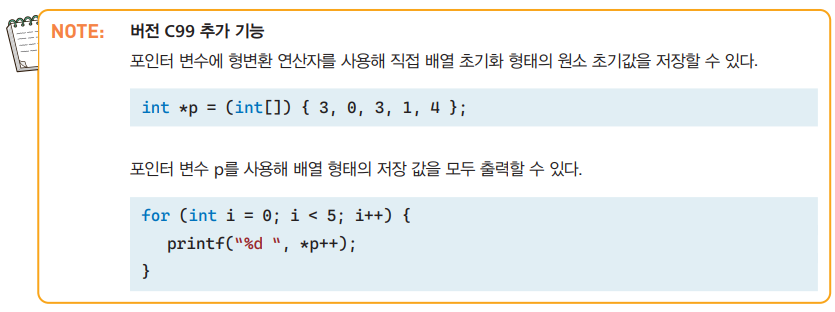 NOTE: 버전 C99 추가 기능
포인터 변수에 형변환 연산자를 사용해 직접 배열 초기화 형태의 원소 초기값을 저장할 수 있다.
int *p = (int[]) { 3, 0, 3, 1, 4 };
포인터 변수 p를 사용해 배열 형태의 저장 값을 모두 출력할 수 있다.
for (int i = 0; i < 5; i++) {
printf("%d ", *p++);
}